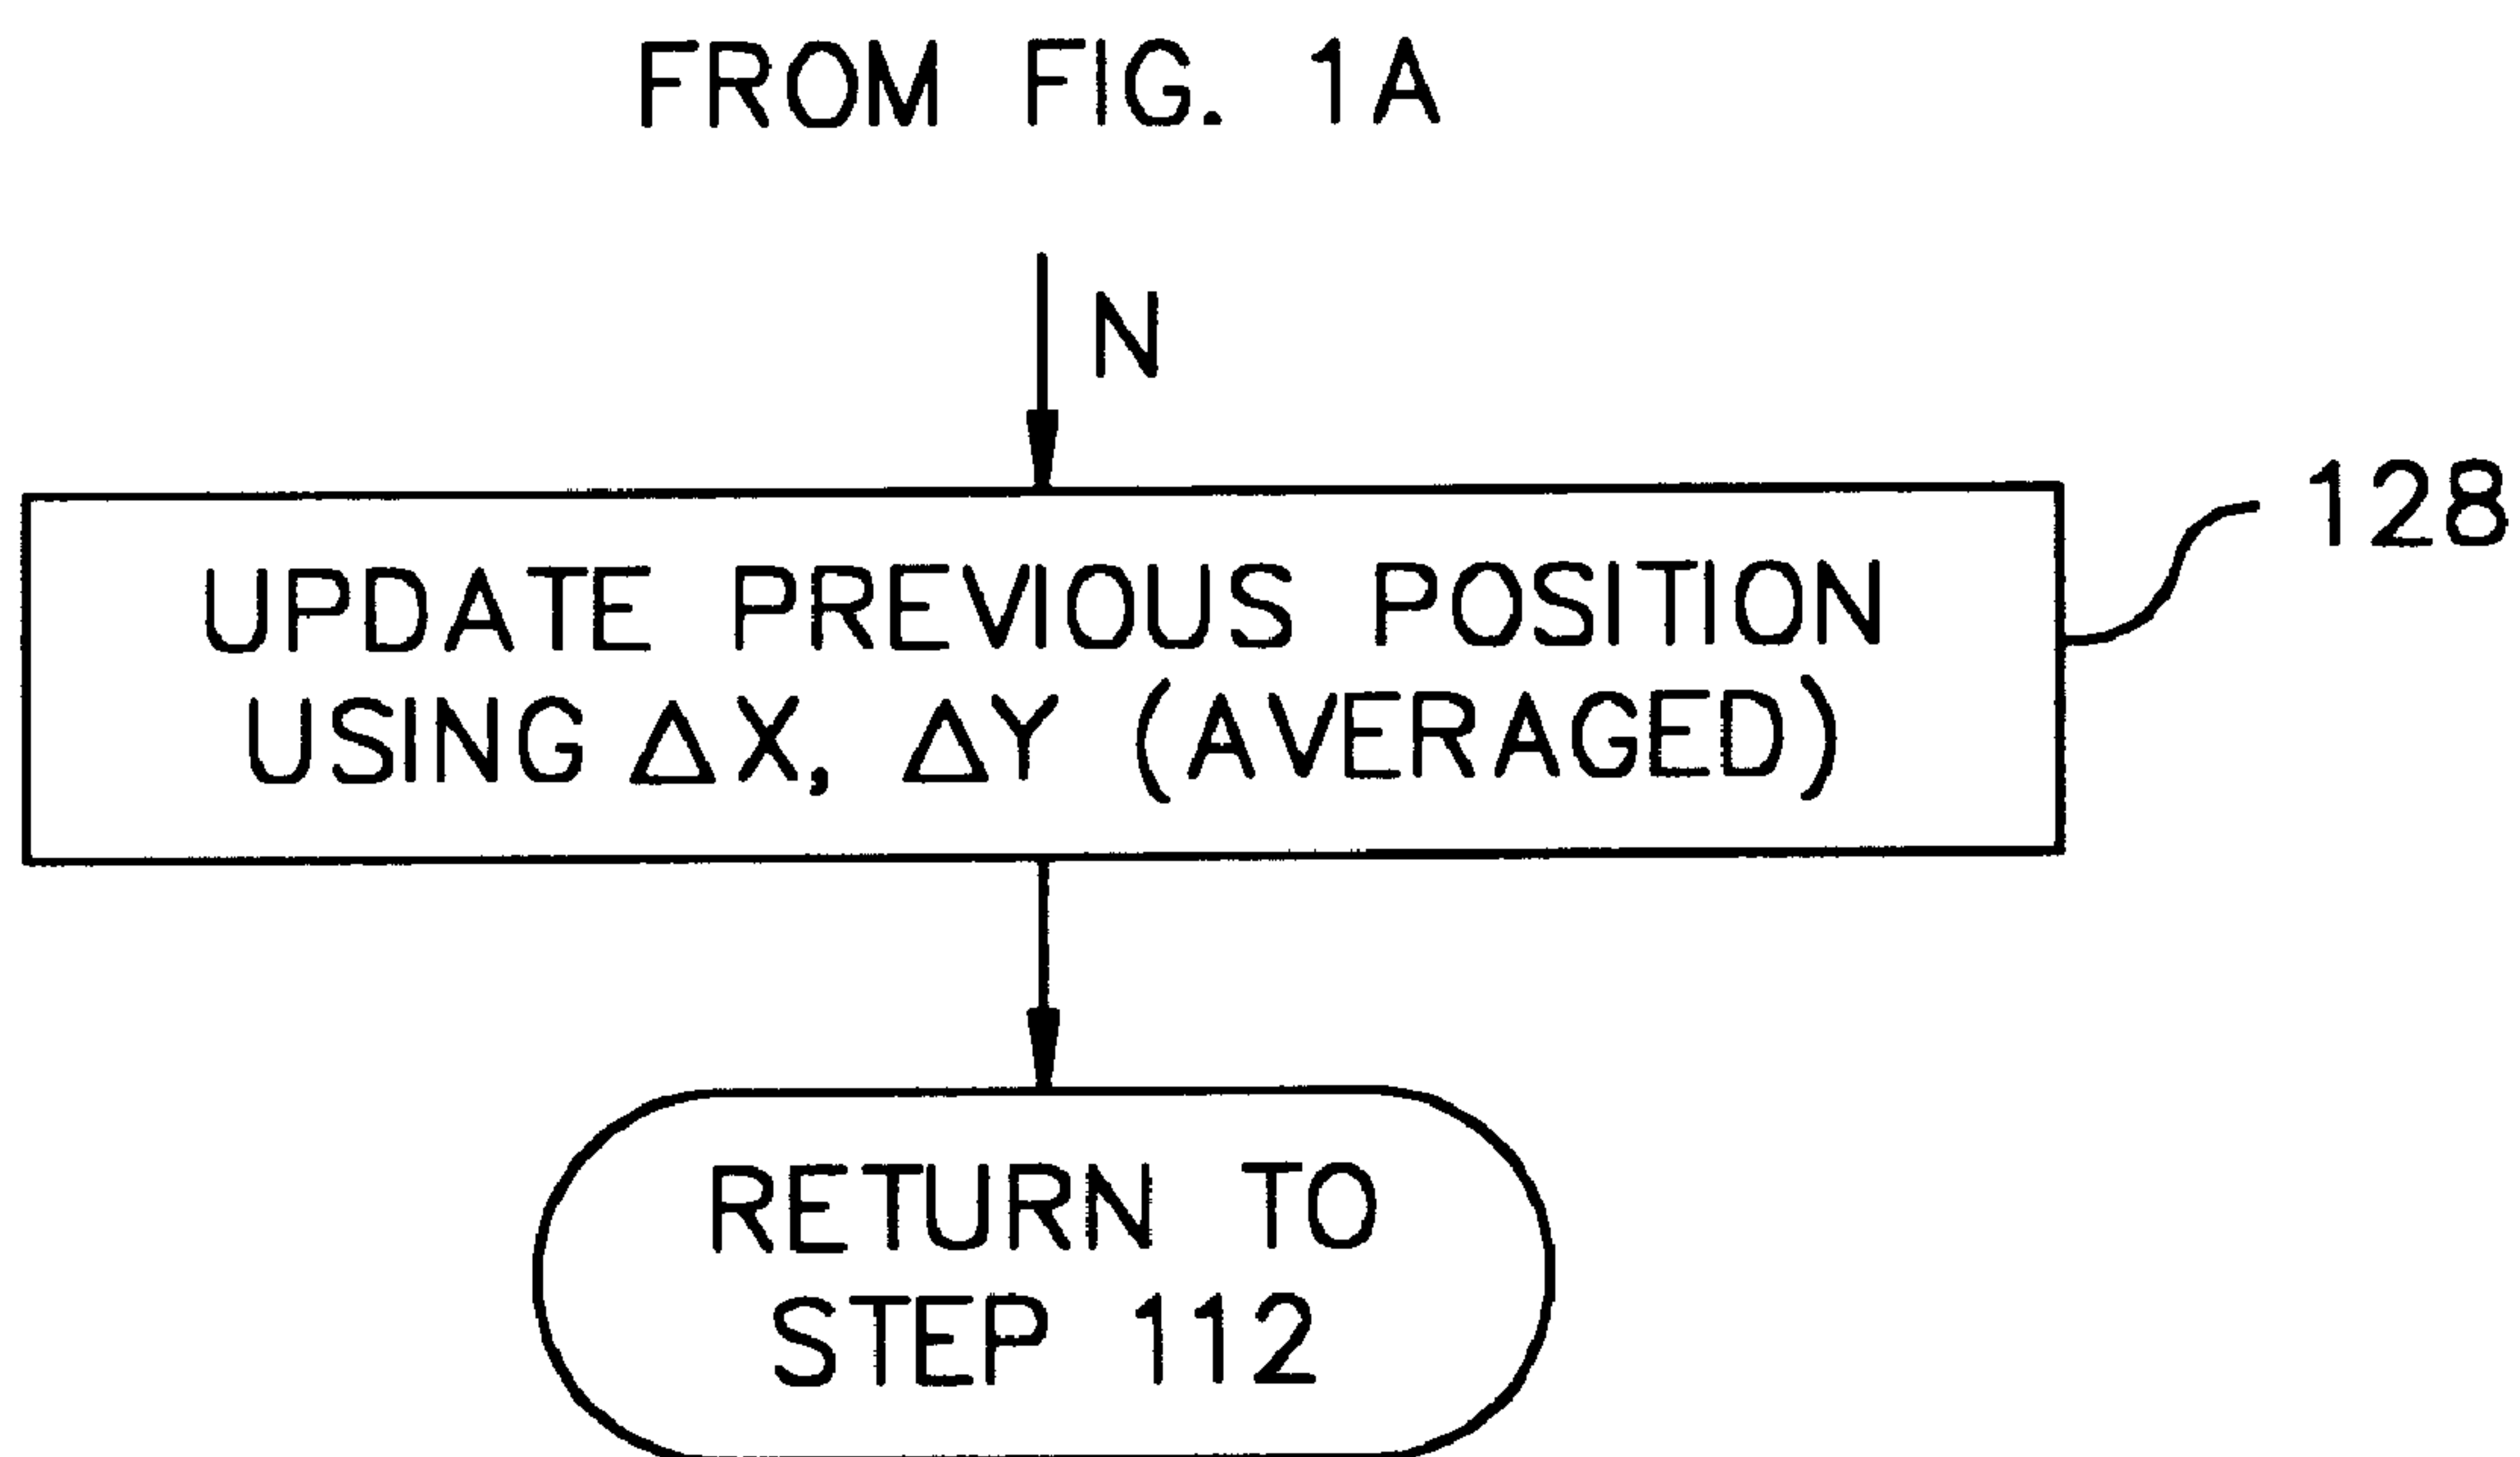 FROM FIG. 1A
N
128
UPDATE PREVIOUS POSITION
USING ΔX, ΔY (AVERAGED)
RETURN TO
STEP 112